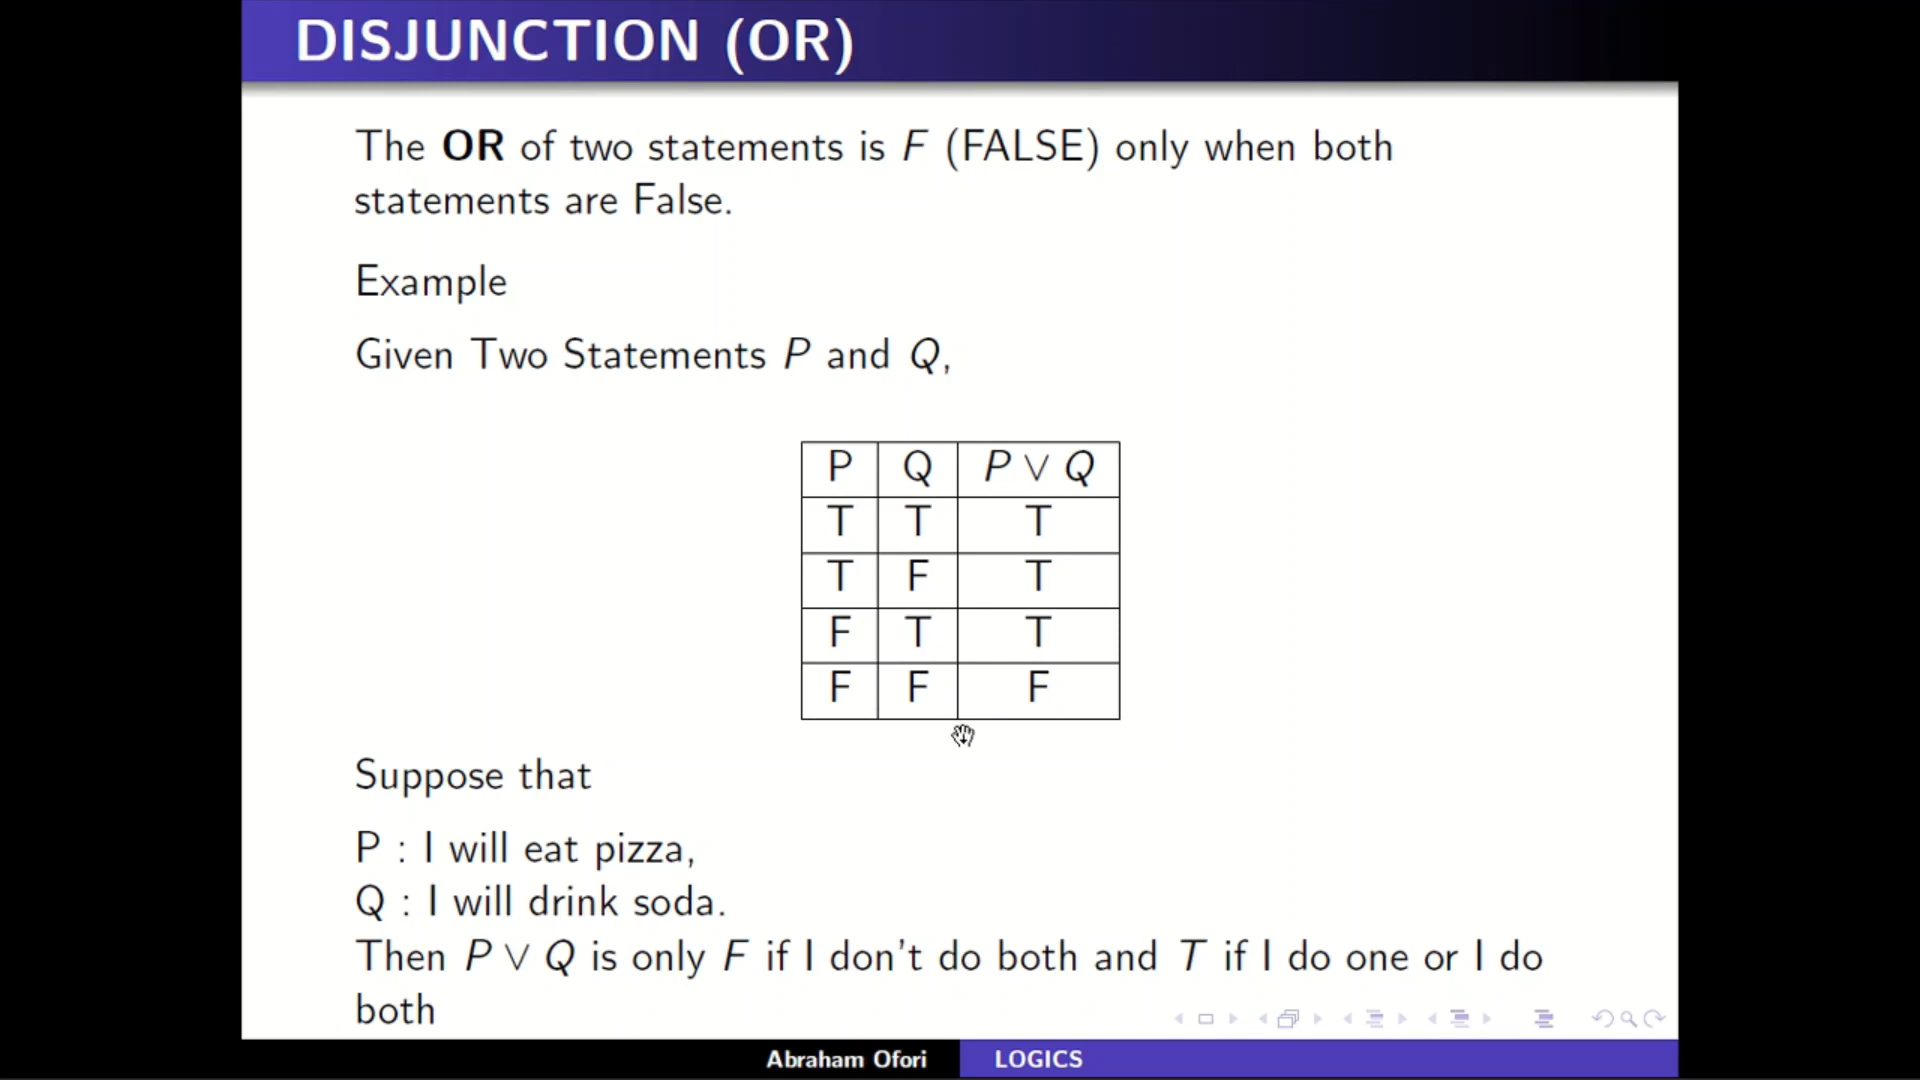 DISJUNCTION (OR)
The OR of two statements is F (FALSE) only when both
statements are False.
Example
Given Two Statements P and Q,
P Q P ∨ Q
T T T
T F T
F T T
F F F
Suppose that
P : I will eat pizza,
Q : I will drink soda.
Then P ∨ Q is only F if I don't do both and T if I do one or I do
both
Abraham Ofori LOGICS